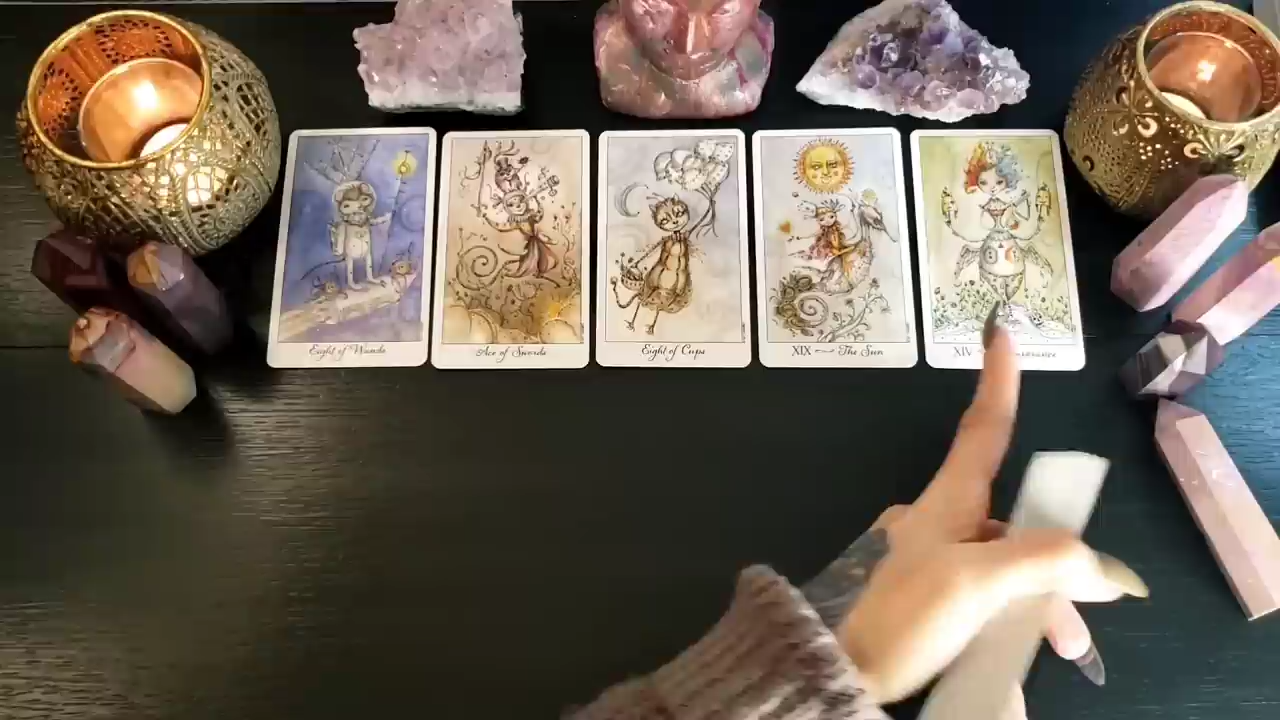 Eight of Wands
Ace of Swords
Eight of Cups
XIX The Sun
XIV